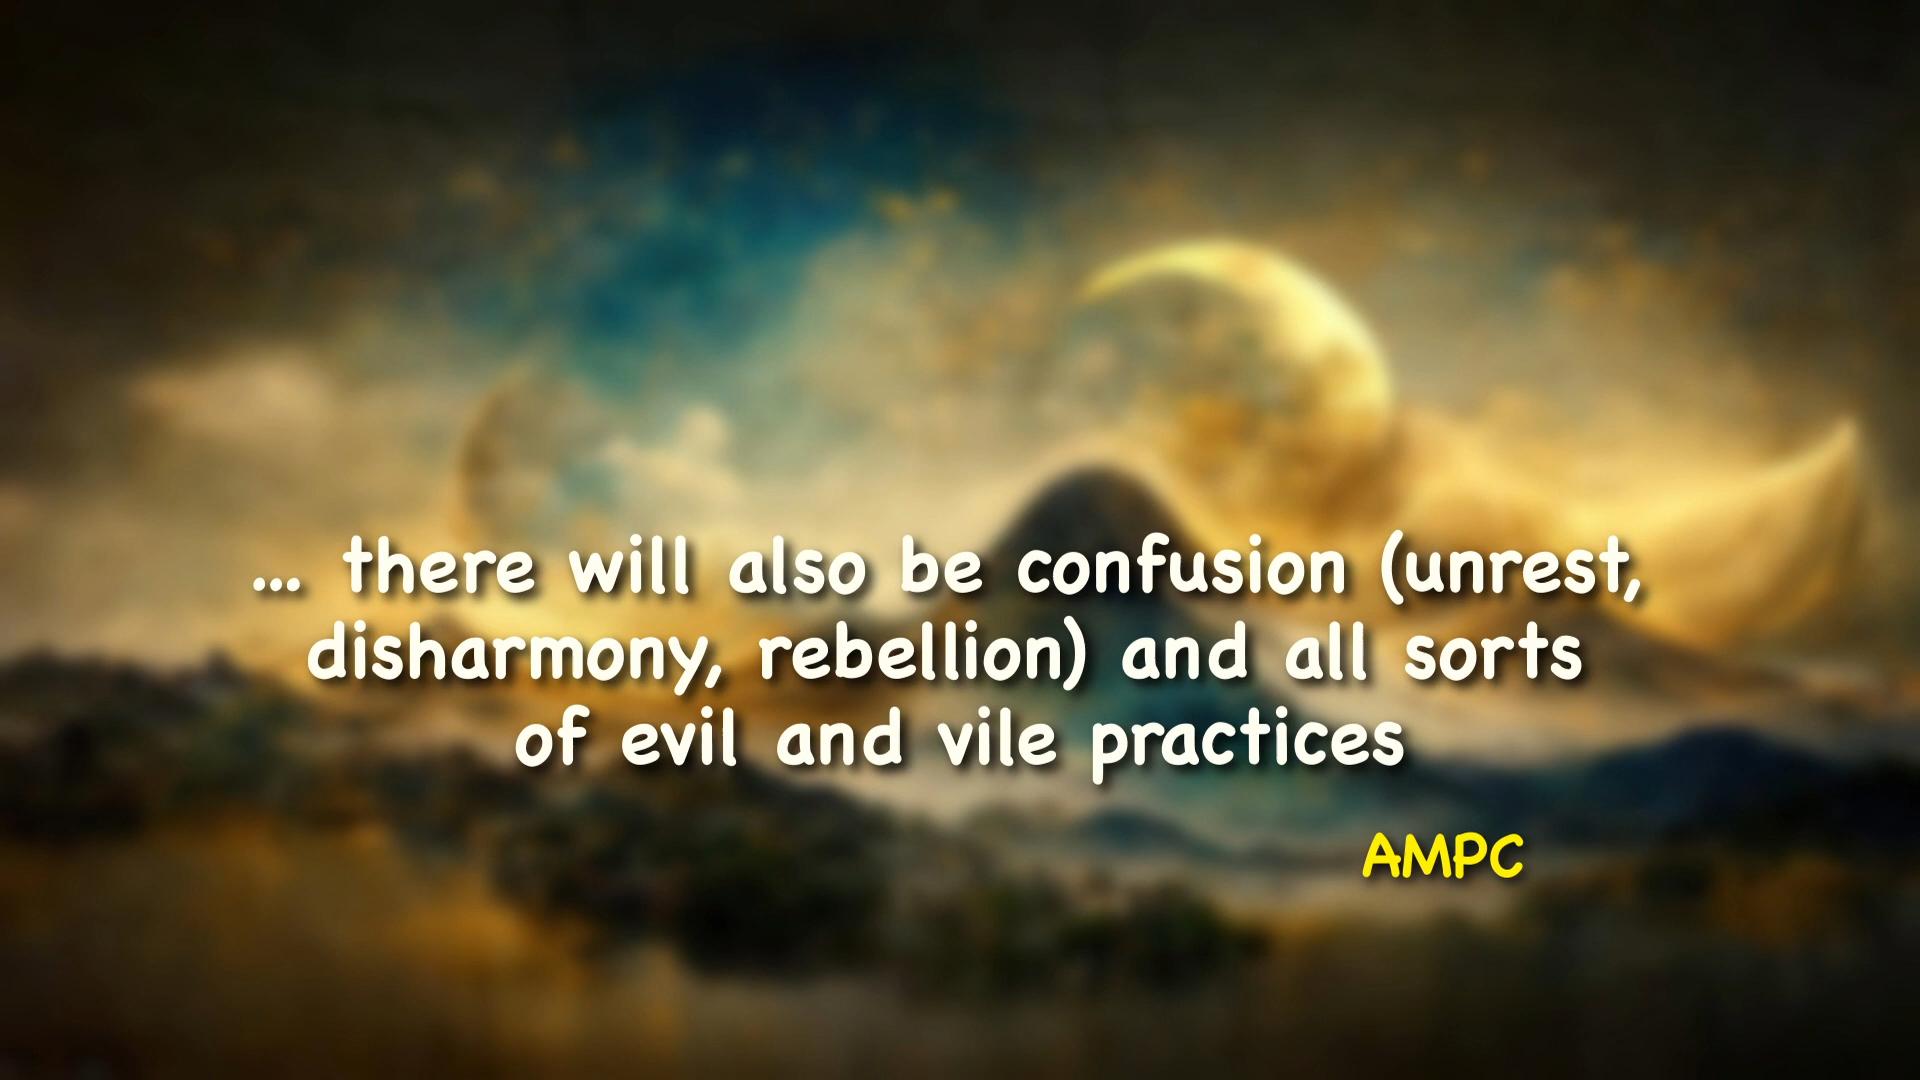 ... there will also be confusion (unrest,
disharmony, rebellion) and all sorts
of evil and vile practices
AMPC